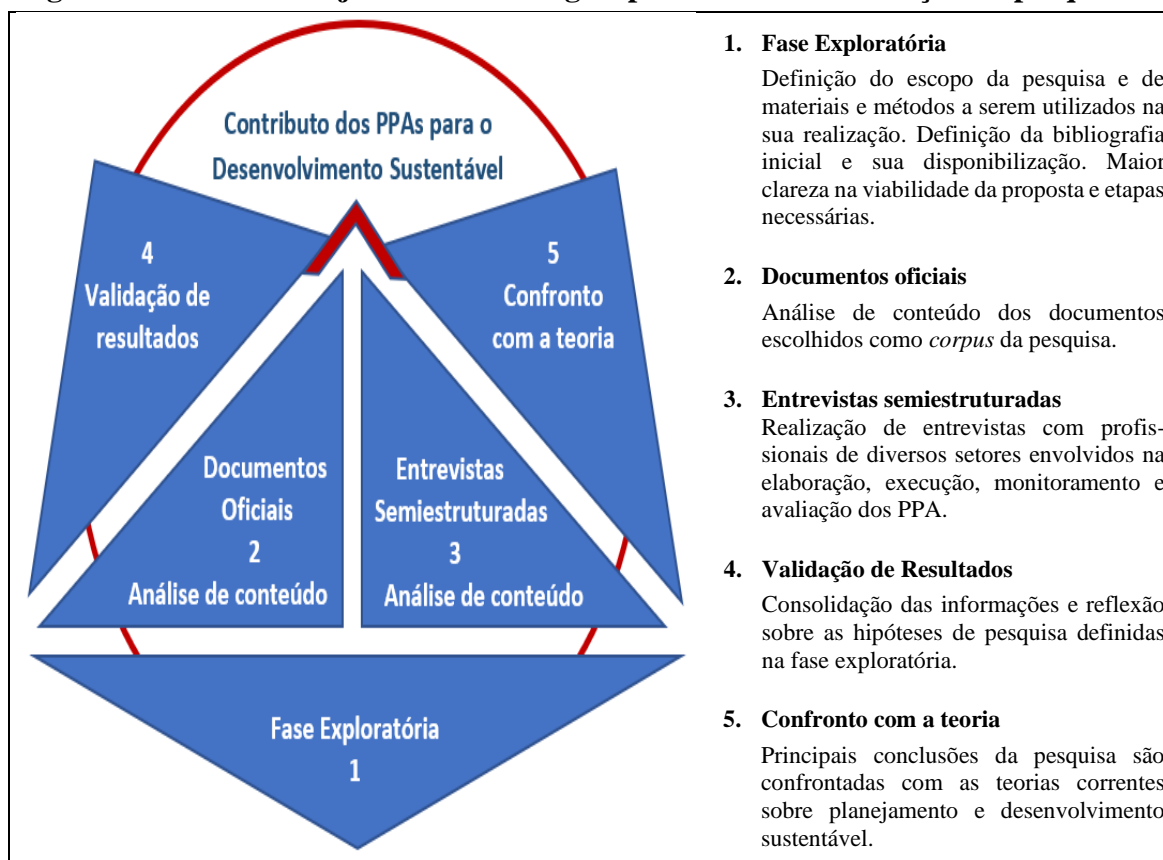 Contributo dos PPAs para o
Desenvolvimento Sustentável
4
Validação de
resultados
5
Confronto
com a teoria
Documentos
Oficiais
2
Análise de conteúdo
Entrevistas
Semiestruturadas
3
Análise de conteúdo
Fase Exploratória
1
1. Fase Exploratória
Definição do escopo da pesquisa e de
materiais e métodos a serem utilizados na
sua realização. Definição da bibliografia
inicial e sua disponibilização. Maior
clareza na viabilidade da proposta e etapas
necessárias.
2. Documentos oficiais
Análise de conteúdo dos documentos
escolhidos como corpus da pesquisa.
3. Entrevistas semiestruturadas
Realização de entrevistas com profis-
sionais de diversos setores envolvidos na
elaboração, execução, monitoramento e
avaliação dos PPA.
4. Validação de Resultados
Consolidação das informações e reflexão
sobre as hipóteses de pesquisa definidas
na fase exploratória.
5. Confronto com a teoria
Principais conclusões da pesquisa são
confrontadas com as teorias correntes
sobre planejamento e desenvolvimento
sustentável.